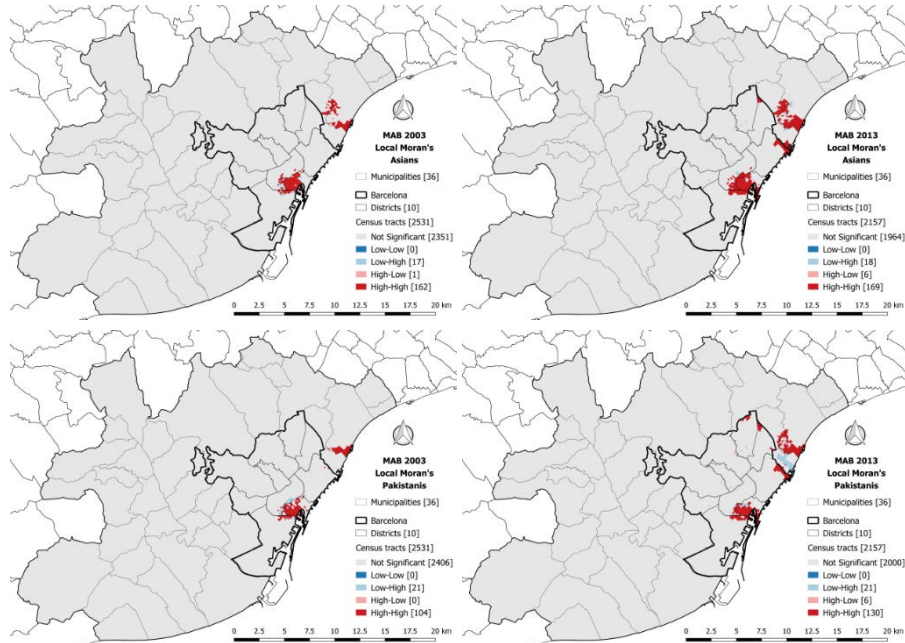 MAB 2003
Local Moran's
Asians
Municipalities [36]
Barcelona
Districts [10]
Census tracts [2531]
Not Significant [2351]
Low-Low [0]
Low-High [17]
High-Low [1]
High-High [162]
0 2.5 5 7.5 10 12.5 15 17.5 20 km
MAB 2013
Local Moran's
Asians
Municipalities [36]
Barcelona
Districts [10]
Census tracts [2157]
Not Significant [1964]
Low-Low [0]
Low-High [18]
High-Low [6]
High-High [169]
0 2.5 5 7.5 10 12.5 15 17.5 20 km
MAB 2003
Local Moran's
Pakistanis
Municipalities [36]
Barcelona
Districts [10]
Census tracts [2531]
Not Significant [2406]
Low-Low [0]
Low-High [21]
High-Low [0]
High-High [104]
0 2.5 5 7.5 10 12.5 15 17.5 20 km
MAB 2013
Local Moran's
Pakistanis
Municipalities [36]
Barcelona
Districts [10]
Census tracts [2157]
Not Significant [2000]
Low-Low [0]
Low-High [21]
High-Low [6]
High-High [130]
0 2.5 5 7.5 10 12.5 15 17.5 20 km